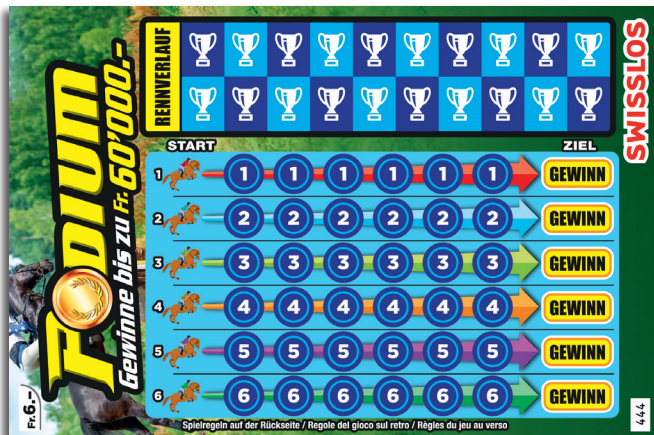 PODIUM
Gewinne bis zu Fr. 60'000.-
Fr. 6.-
RENNVERLAUF
SWISSLOS
START ZIEL
1 1 1 1 1 1 1 GEWINN
2 2 2 2 2 2 2 GEWINN
3 3 3 3 3 3 3 GEWINN
4 4 4 4 4 4 4 GEWINN
5 5 5 5 5 5 5 GEWINN
6 6 6 6 6 6 6 GEWINN
Spielregeln auf der Rückseite / Regole del gioco sul retro / Règles du jeu au verso
444